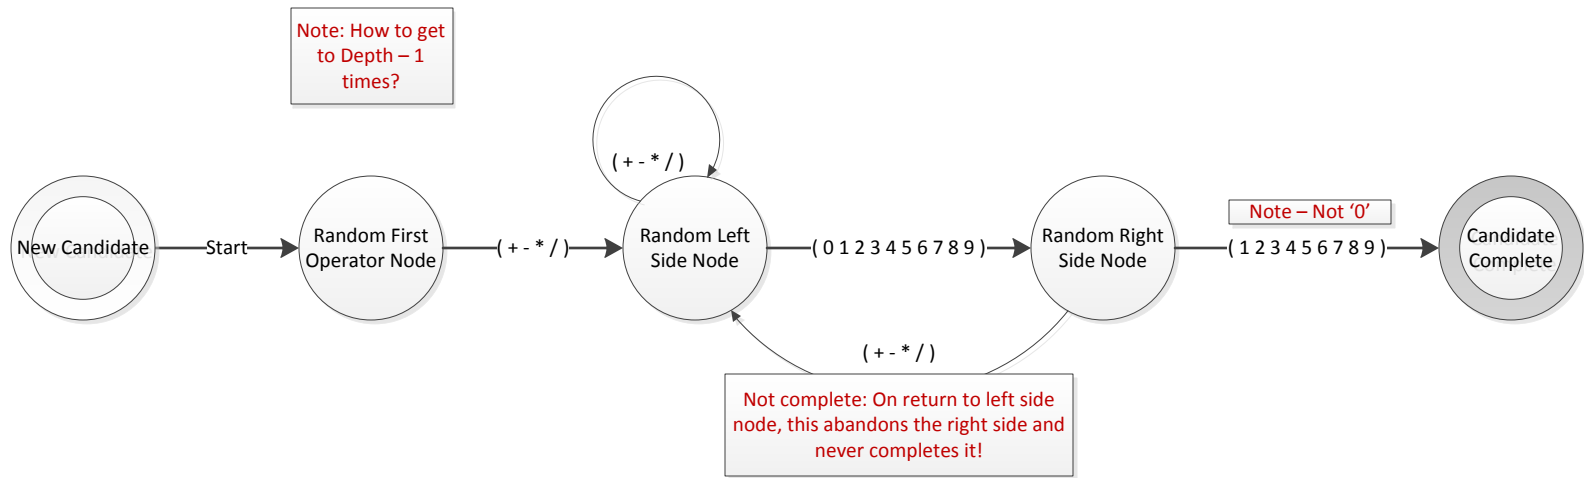 Note: How to get
to Depth – 1
times?
( + - * / )
New Candidate
Start
Random First
Operator Node
( + - * / )
Random Left
Side Node
( 0 1 2 3 4 5 6 7 8 9 )
Random Right
Side Node
Note – Not ‘0’
( 1 2 3 4 5 6 7 8 9 )
Candidate
Complete
( + - * / )
Not complete: On return to left side
node, this abandons the right side and
never completes it!